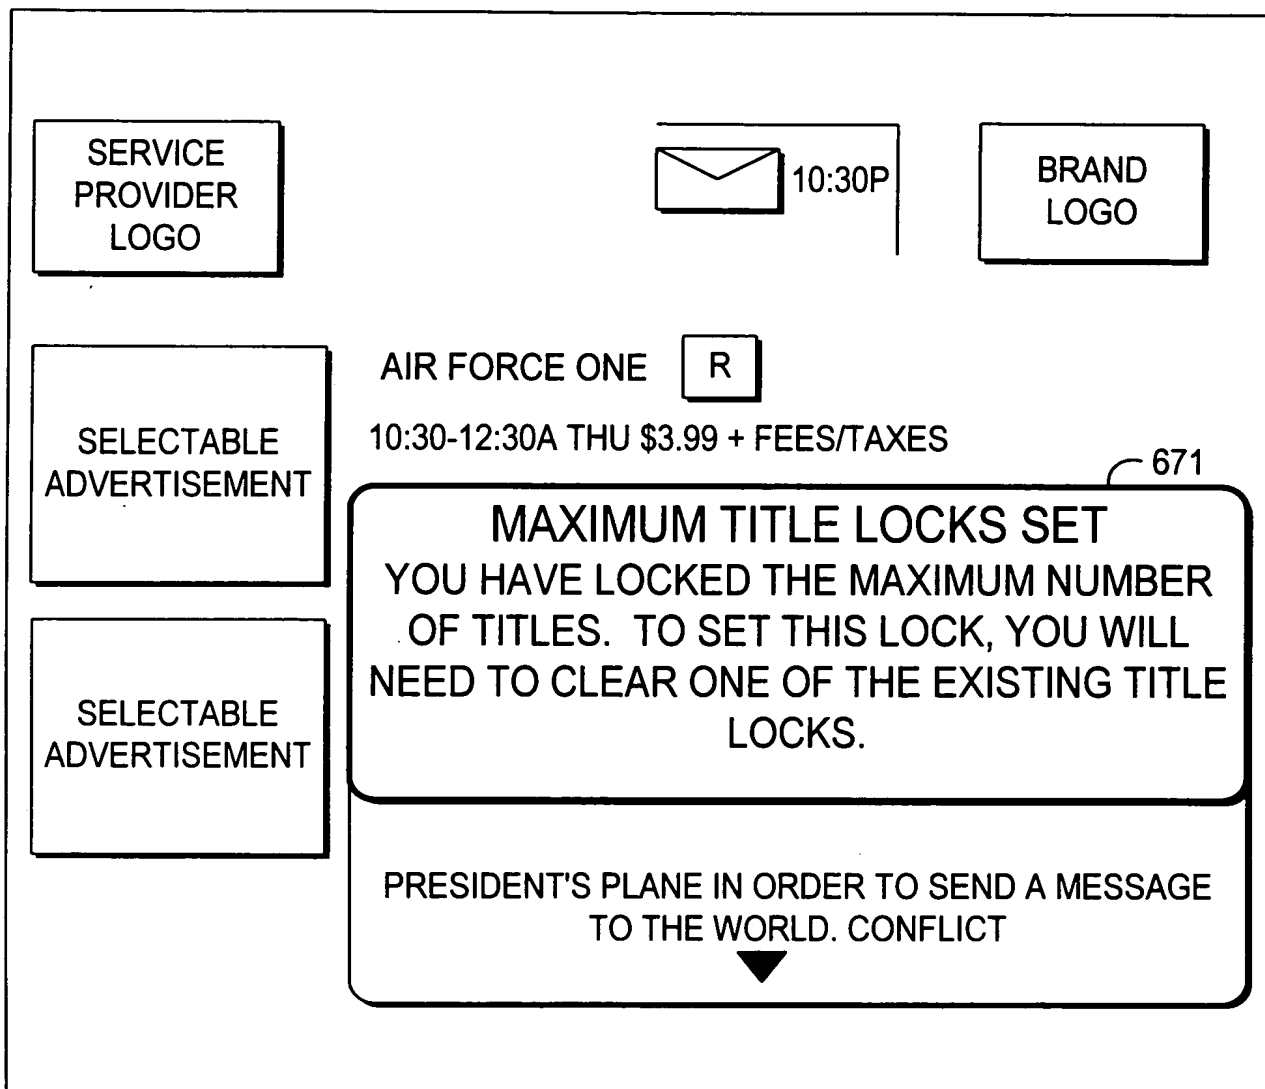 SERVICE
PROVIDER
LOGO
10:30P
BRAND
LOGO
AIR FORCE ONE R
10:30-12:30A THU $3.99 + FEES/TAXES
SELECTABLE
ADVERTISEMENT
671
MAXIMUM TITLE LOCKS SET
YOU HAVE LOCKED THE MAXIMUM NUMBER
OF TITLES. TO SET THIS LOCK, YOU WILL
NEED TO CLEAR ONE OF THE EXISTING TITLE
LOCKS.
SELECTABLE
ADVERTISEMENT
PRESIDENT'S PLANE IN ORDER TO SEND A MESSAGE
TO THE WORLD. CONFLICT